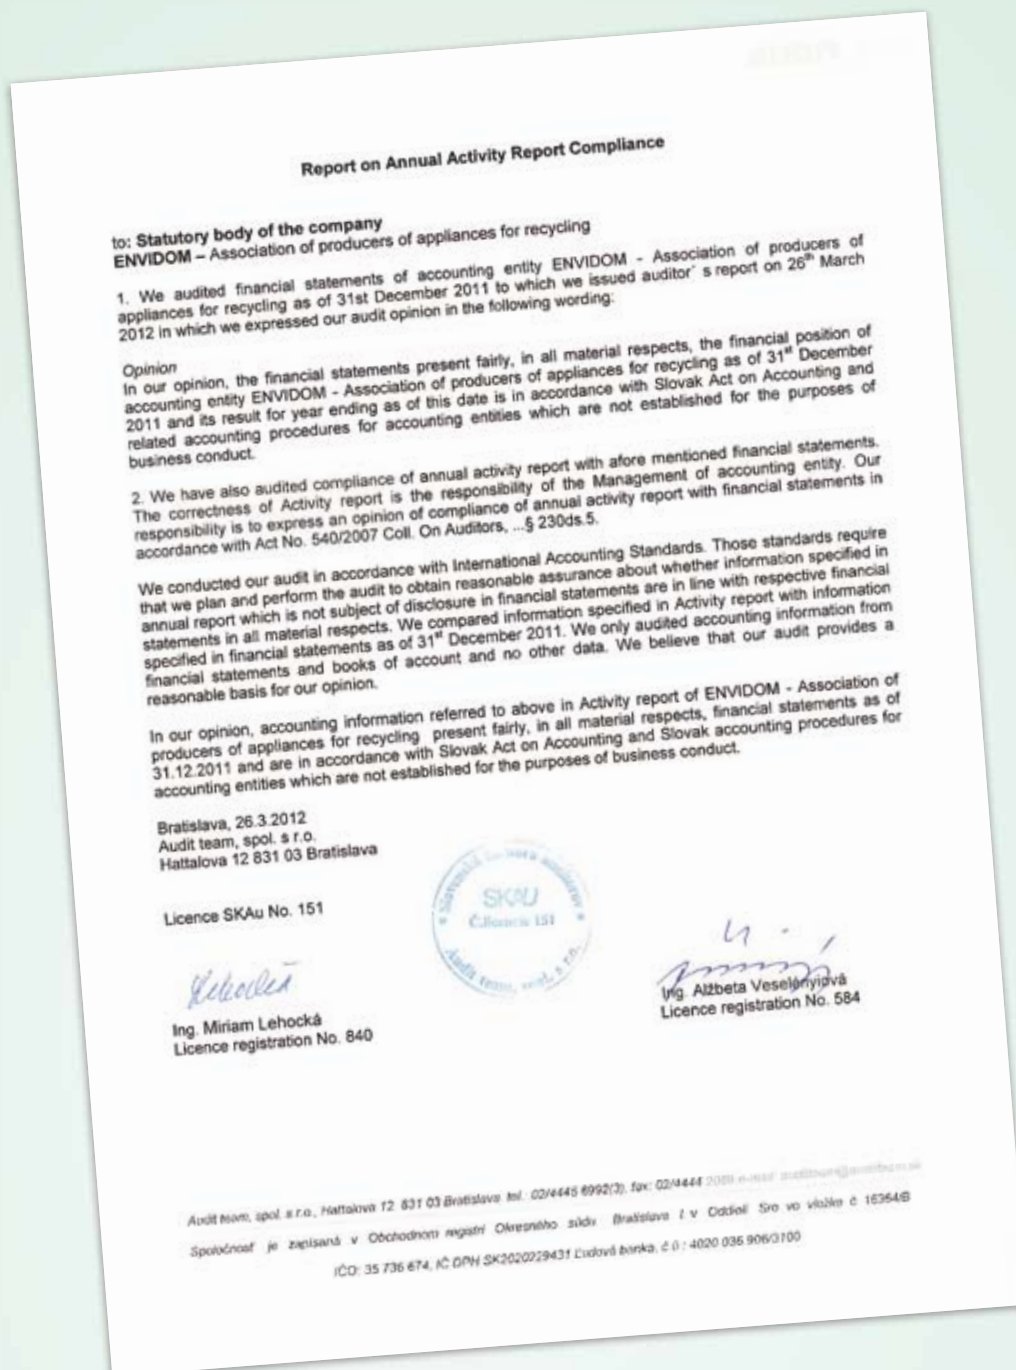 Report on Annual Activity Report Compliance
to: Statutory body of the company
ENVIDOM – Association of producers of appliances for recycling
1. We audited financial statements of accounting entity ENVIDOM - Association of producers of
appliances for recycling as of 31st December 2011 to which we issued auditor´ s report on 26th March
2012 in which we expressed our audit opinion in the following wording:
Opinion
In our opinion, the financial statements present fairly, in all material respects, the financial position of
accounting entity ENVIDOM - Association of producers of appliances for recycling as of 31st December
2011 and its result for year ending as of this date is in accordance with Slovak Act on Accounting and
related accounting procedures for accounting entities which are not established for the purposes of
business conduct.
2. We have also audited compliance of annual activity report with afore mentioned financial statements.
The correctness of Activity report is the responsibility of the Management of accounting entity. Our
responsibility is to express an opinion of compliance of annual activity report with financial statements in
accordance with Act No. 540/2007 Coll. On Auditors, ...§ 230ds.5.
We conducted our audit in accordance with International Accounting Standards. Those standards require
that we plan and perform the audit to obtain reasonable assurance about whether information specified in
annual report which is not subject of disclosure in financial statements are in line with respective financial
statements in all material respects. We compared information specified in Activity report with information
specified in financial statements as of 31st December 2011. We only audited accounting information from
financial statements and books of account and no other data. We believe that our audit provides a
reasonable basis for our opinion.
In our opinion, accounting information referred to above in Activity report of ENVIDOM - Association of
producers of appliances for recycling present fairly, in all material respects, financial statements as of
31.12.2011 and are in accordance with Slovak Act on Accounting and Slovak accounting procedures for
accounting entities which are not established for the purposes of business conduct.
Bratislava, 26.3.2012
Audit team, spol. s r.o.
Hattalova 12 831 03 Bratislava
Licence SKAu No. 151
SKAU
Č.licencie 151
Audit team, spol. s r.o.
Lehocká
Ing. Miriam Lehocká
Licence registration No. 840
Ing. Alžbeta Veselényiová
Licence registration No. 584
Audit team, spol. s.r.o., Hattalova 12 831 03 Bratislava tel.: 02/4445 6992(3), fax: 02/4444
Spoločnosť je zapísaná v Obchodnom registri Okresného súdu Bratislava I v Oddieli Sro vo vložke č 16354/B
IČO: 35 736 674, IČ DPH SK2020229431 Ľudová banka, č ú : 4020 036 906/3100